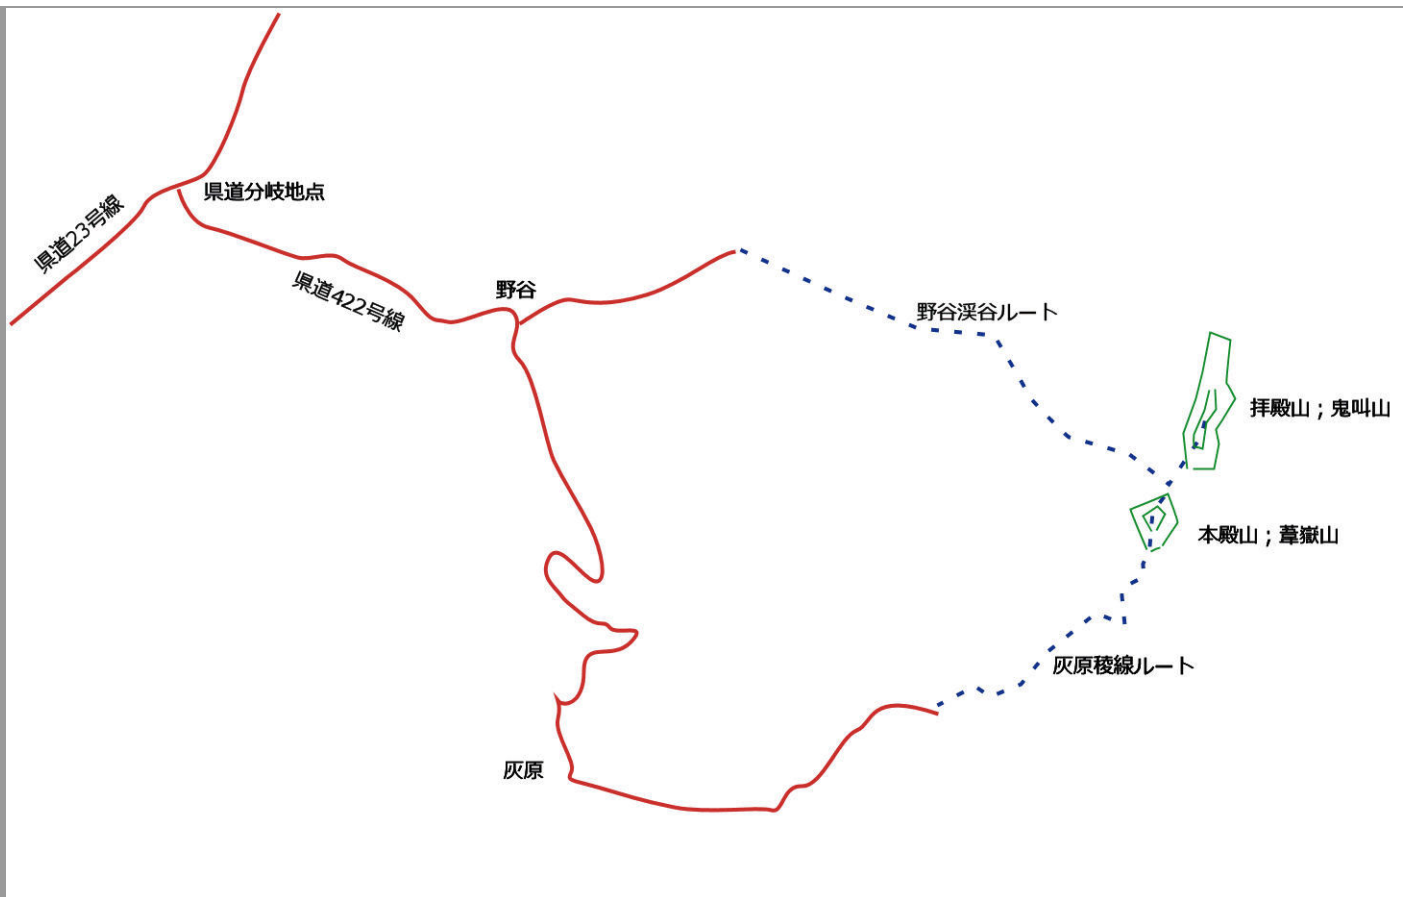 県道分岐地点
県道23号線
県道422号線
野谷
野谷渓谷ルート
拝殿山；鬼叫山
本殿山；葦嶽山
灰原稜線ルート
灰原